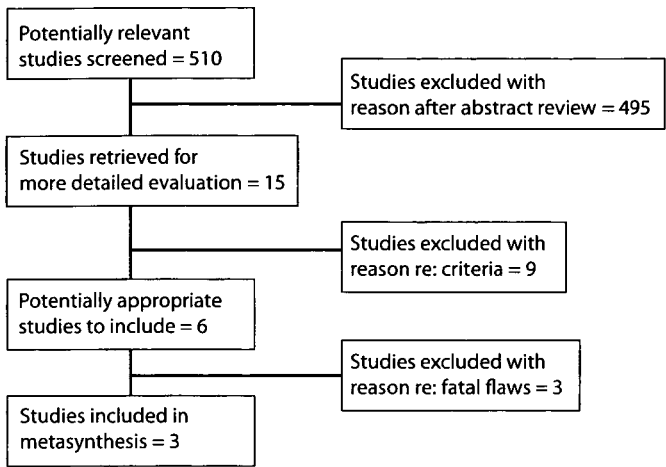 Potentially relevant
studies screened = 510
Studies excluded with
reason after abstract review = 495
Studies retrieved for
more detailed evaluation = 15
Studies excluded with
reason re: criteria = 9
Potentially appropriate
studies to include = 6
Studies excluded with
reason re: fatal flaws = 3
Studies included in
metasynthesis = 3